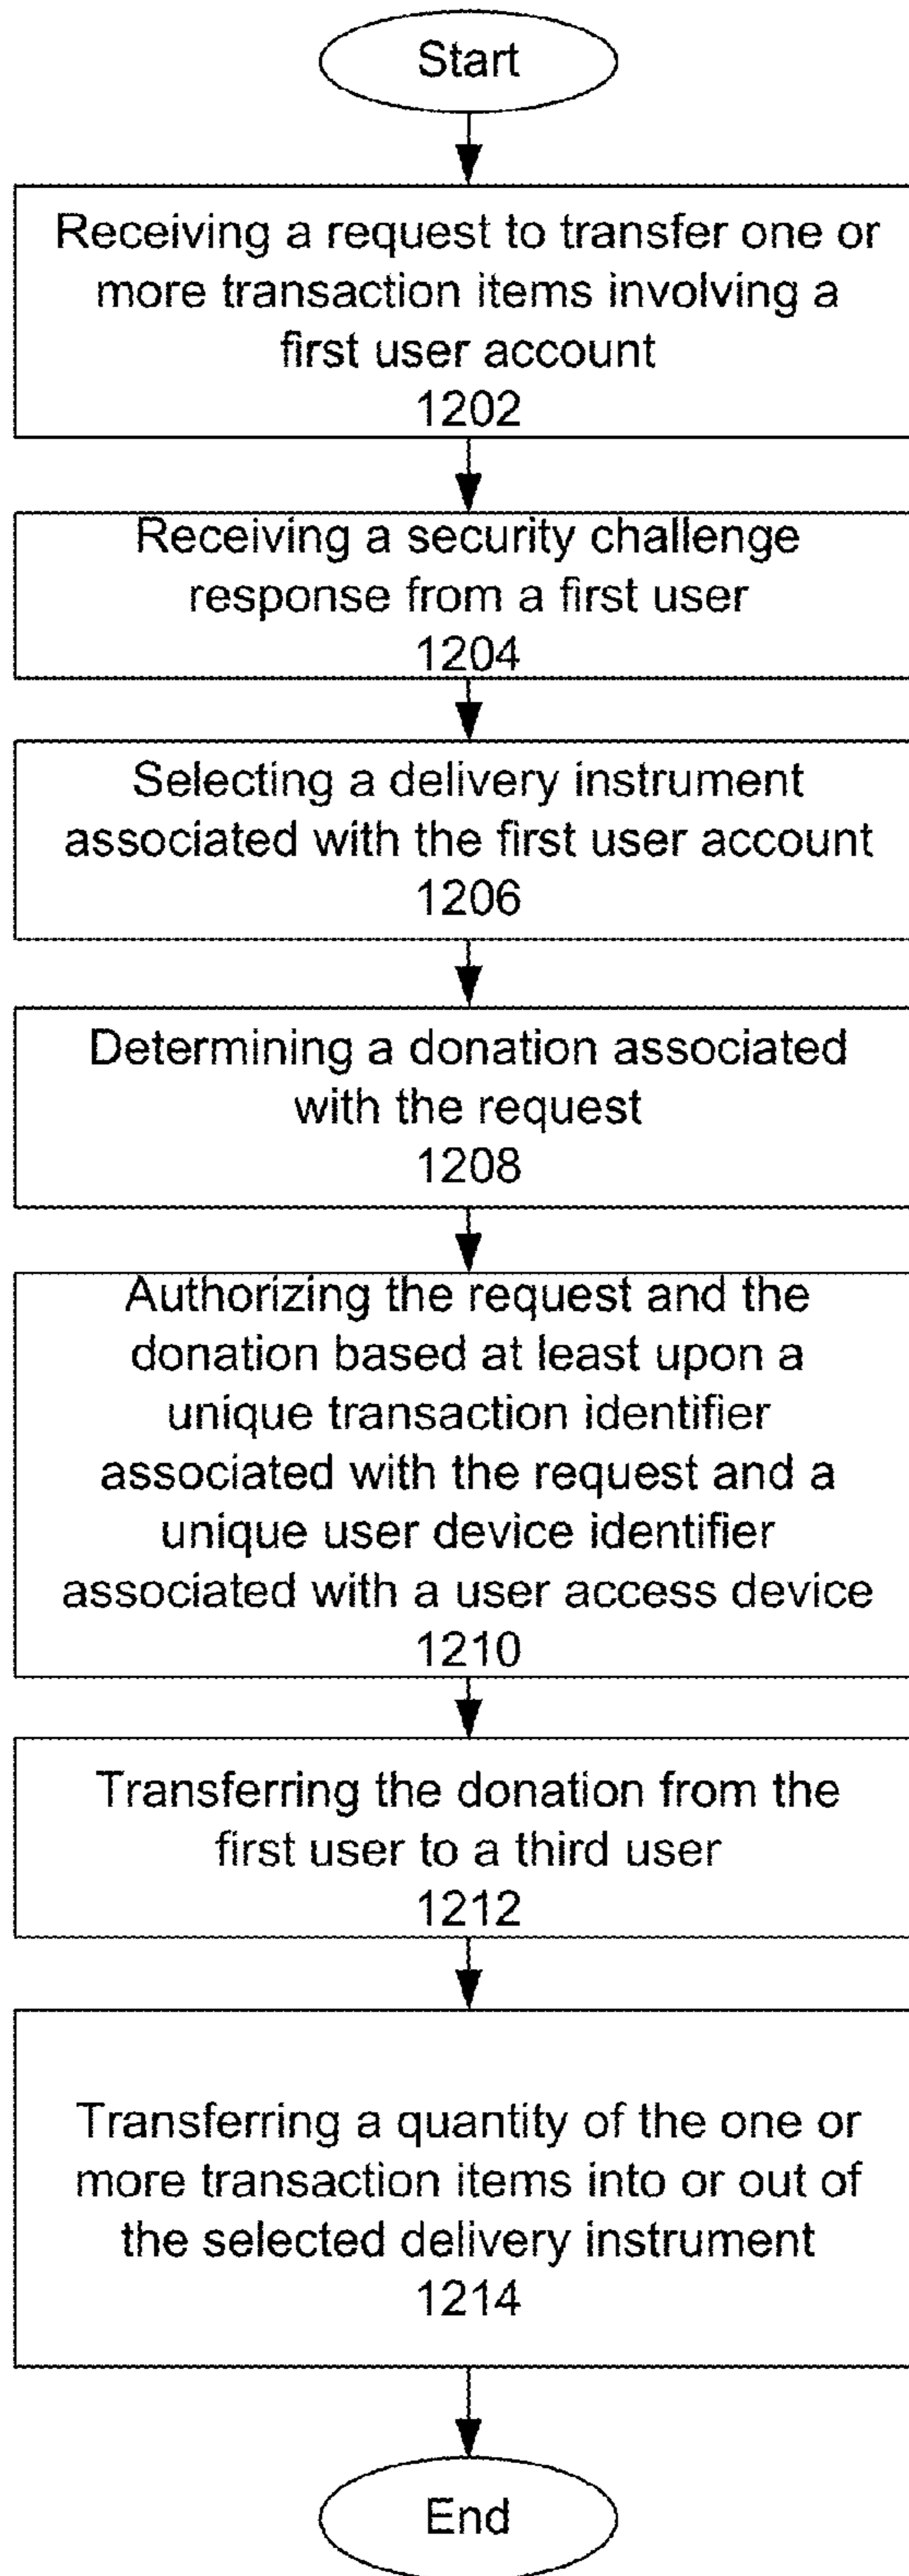 Start
Receiving a request to transfer one or
more transaction items involving a
first user account
1202
Receiving a security challenge
response from a first user
1204
Selecting a delivery instrument
associated with the first user account
1206
Determining a donation associated
with the request
1208
Authorizing the request and the
donation based at least upon a
unique transaction identifier
associated with the request and a
unique user device identifier
associated with a user access device
1210
Transferring the donation from the
first user to a third user
1212
Transferring a quantity of the one or
more transaction items into or out of
the selected delivery instrument
1214
End